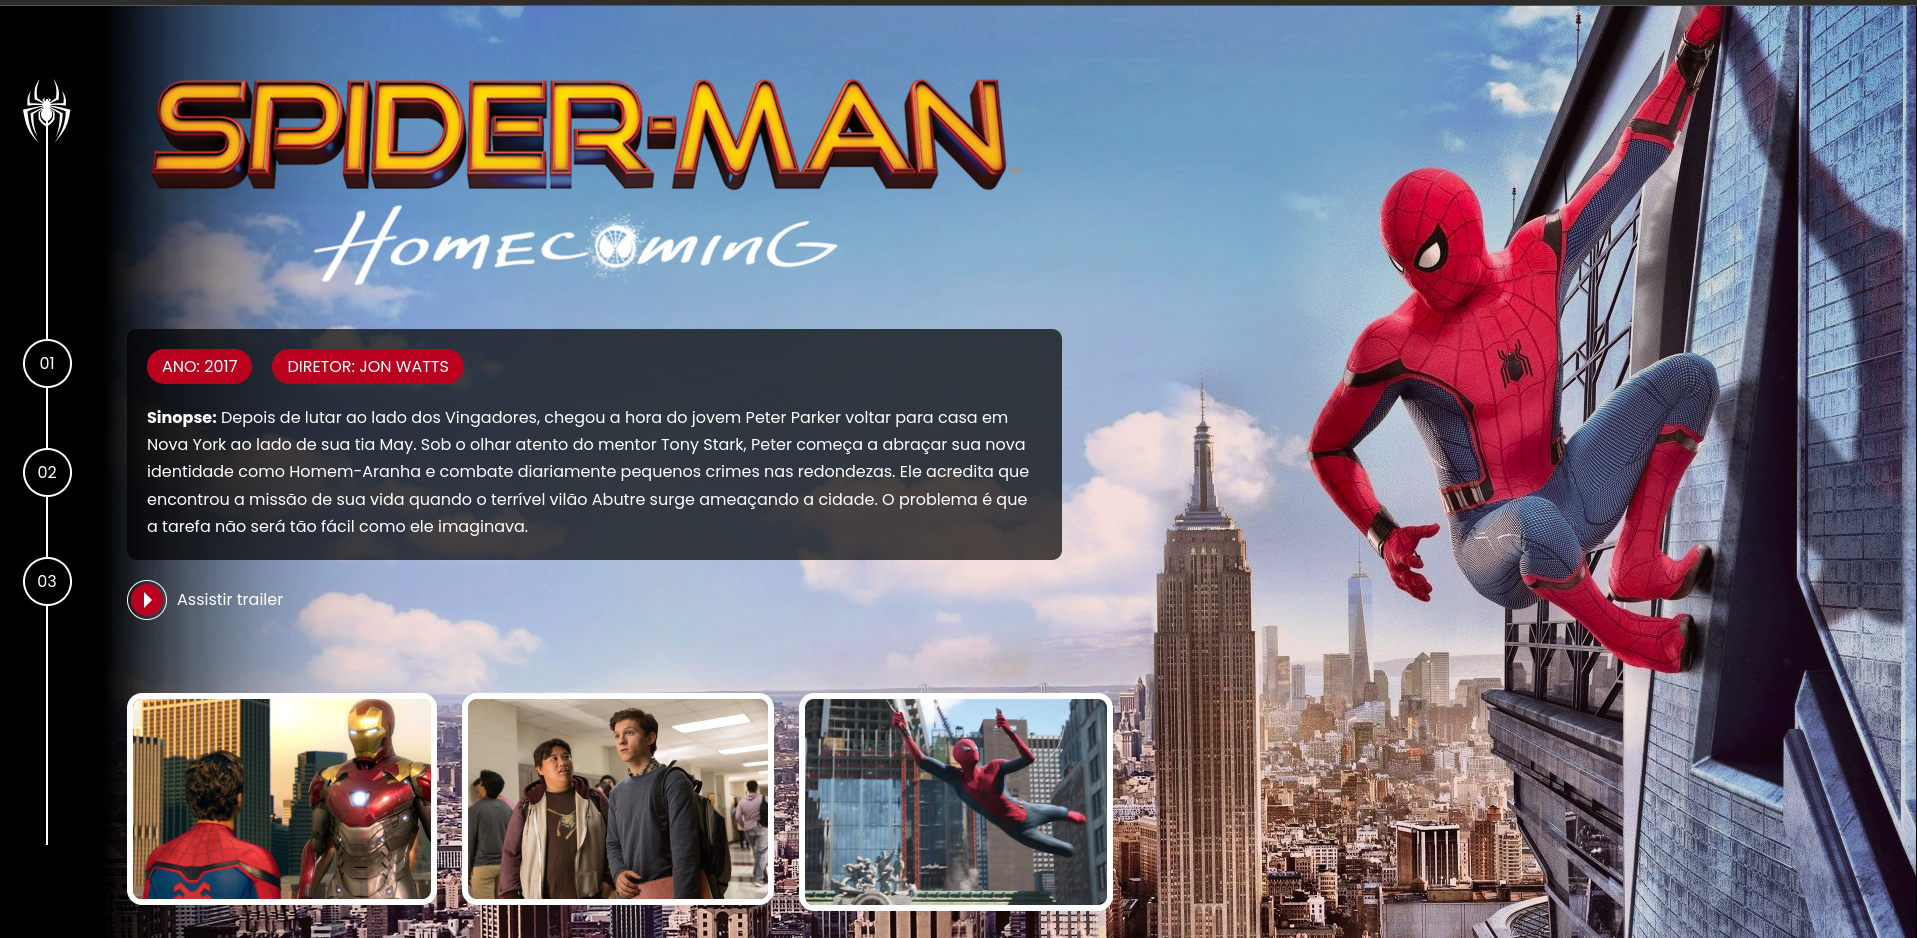 SPIDER-MAN
HOMECOMING
01
02
03
ANO: 2017
DIRETOR: JON WATTS
Sinopse: Depois de lutar ao lado dos Vingadores, chegou a hora do jovem Peter Parker voltar para casa em
Nova York ao lado de sua tia May. Sob o olhar atento do mentor Tony Stark, Peter começa a abraçar sua nova
identidade como Homem-Aranha e combate diariamente pequenos crimes nas redondezas. Ele acredita que
encontrou a missão de sua vida quando o terrível vilão Abutre surge ameaçando a cidade. O problema é que
a tarefa não será tão fácil como ele imaginava.
Assistir trailer